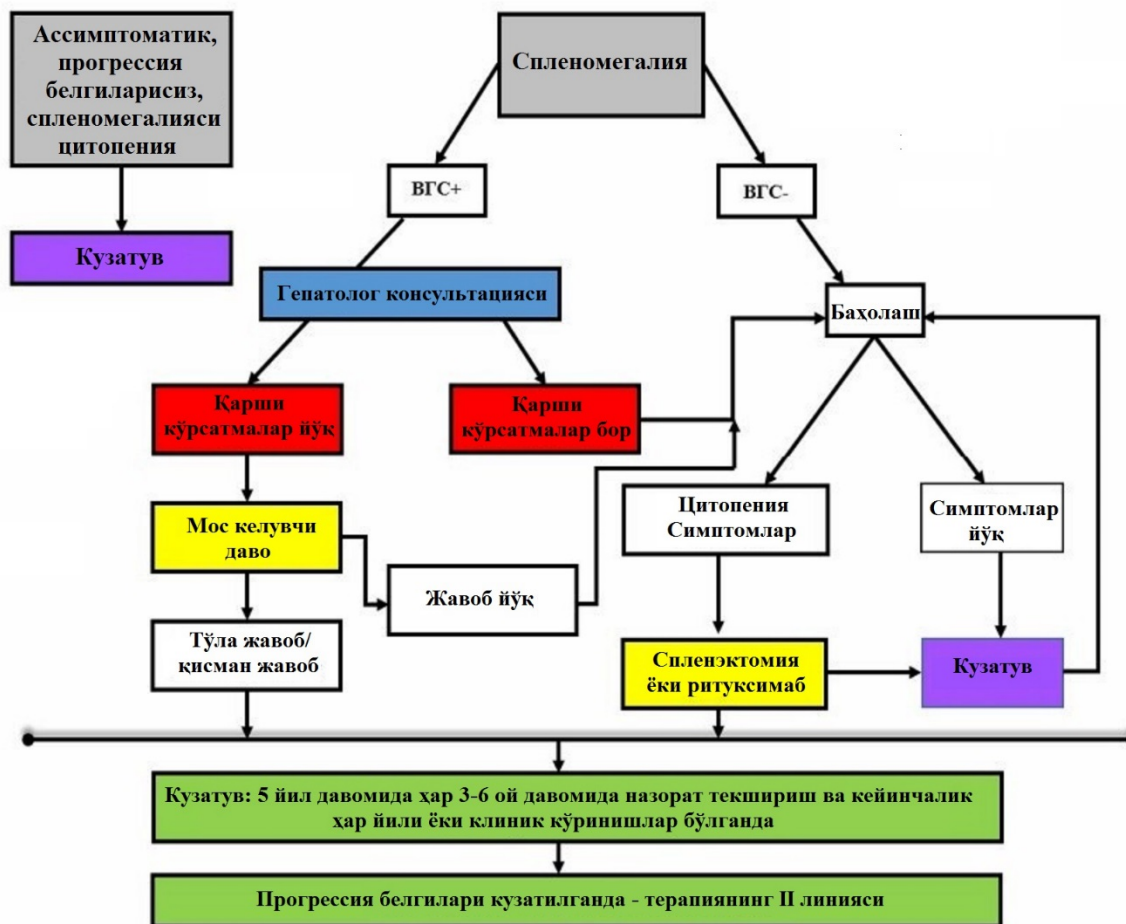 Ассимптоматик,
прогрессия
белгиларисиз,
спленомегалияси
цитопения
Кузатув
Спленомегалия
ВГС+
ВГС-
Гепатолог консультацияси
Баҳолаш
Қарши
кўрсатмалар йўқ
Қарши
кўрсатмалар бор
Мос келувчи
даво
Жавоб йўқ
Тўла жавоб/
қисман жавоб
Цитопения
Симптомлар
Симптомлар
йўқ
Спленэктомия
ёки ритуксимаб
Кузатув
Кузатув: 5 йил давомида ҳар 3-6 ой давомида назорат текшириш ва кейинчалик
ҳар йили ёки клиник кўринишлар бўлганда
Прогрессия белгилари кузатилганда - терапиянинг II линияси